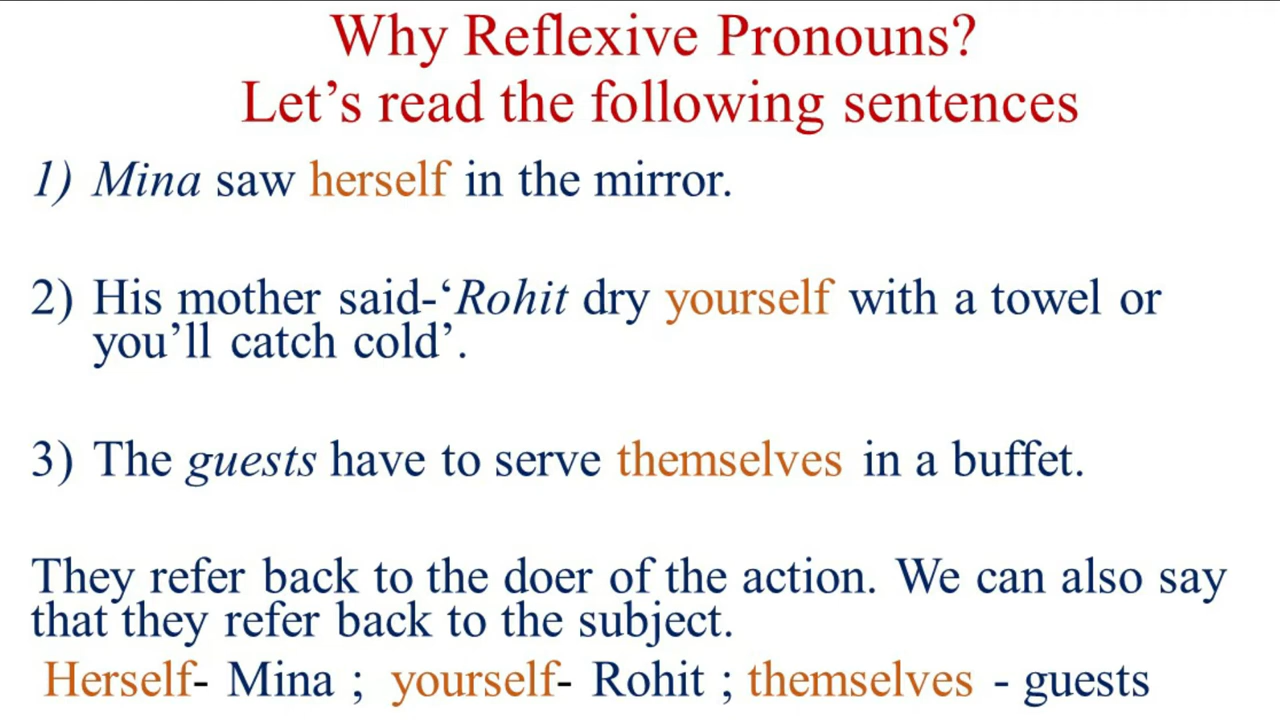 Why Reflexive Pronouns?
Let’s read the following sentences
1) Mina saw herself in the mirror.
2) His mother said-‘Rohit dry yourself with a towel or
you’ll catch cold’.
3) The guests have to serve themselves in a buffet.
They refer back to the doer of the action. We can also say
that they refer back to the subject.
Herself- Mina ; yourself- Rohit ; themselves - guests